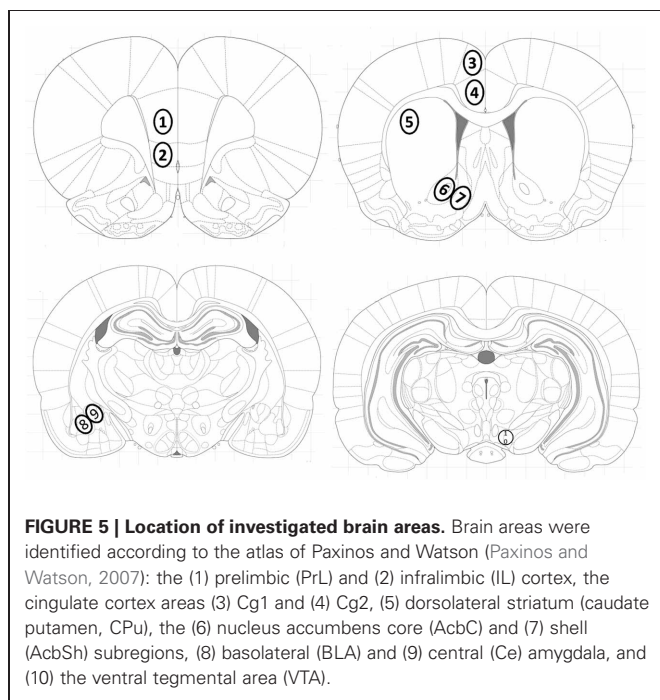 1
2
3
4
5
6
7
8
9
10
FIGURE 5 | Location of investigated brain areas. Brain areas were
identified according to the atlas of Paxinos and Watson (Paxinos and
Watson, 2007): the (1) prelimbic (PrL) and (2) infralimbic (IL) cortex, the
cingulate cortex areas (3) Cg1 and (4) Cg2, (5) dorsolateral striatum (caudate
putamen, CPu), the (6) nucleus accumbens core (AcbC) and (7) shell
(AcbSh) subregions, (8) basolateral (BLA) and (9) central (Ce) amygdala, and
(10) the ventral tegmental area (VTA).